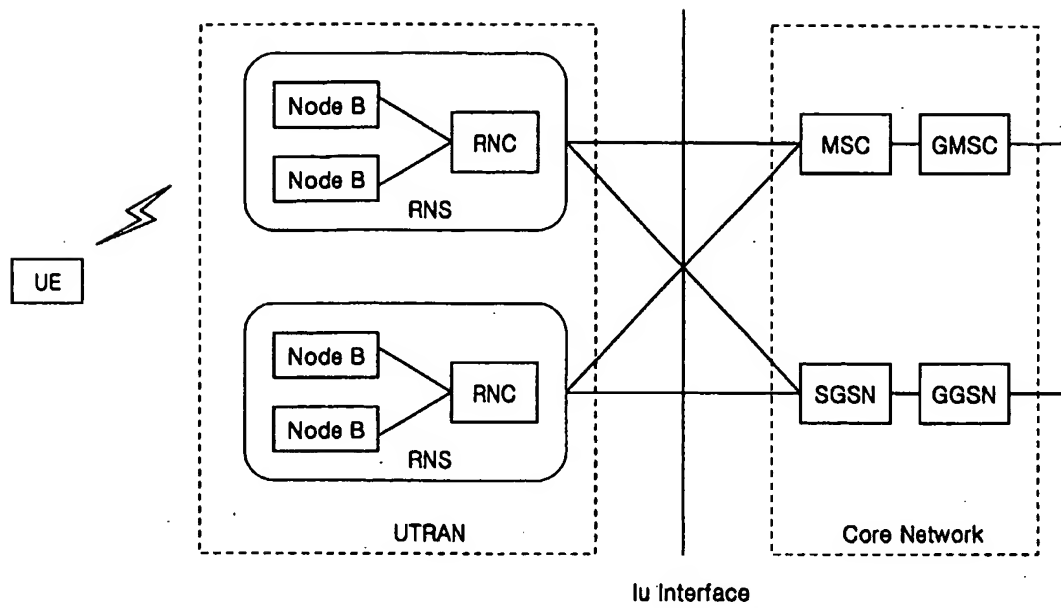 Node B
Node B
RNC
RNS
MSC
GMSC
UE
Node B
Node B
RNC
RNS
SGSN
GGSN
UTRAN
Core Network
Iu Interface